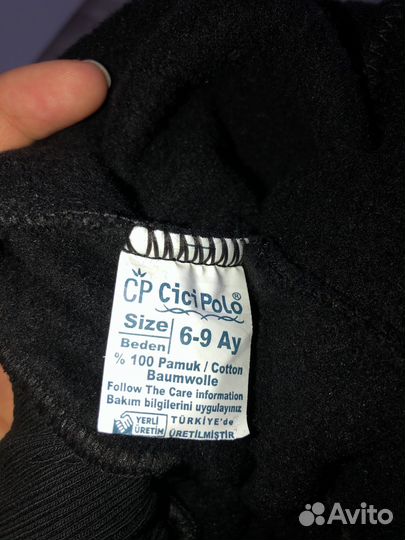 CP CiciPolo®
Size
Beden
6-9 Ay
% 100 Pamuk / Cotton
Baumwolle
Follow The Care information
Bakım bilgilerini uygulayınız
YERLİ ÜRETİM
TÜRKİYE'de
ÜRETİLMİŞTİR
Avito